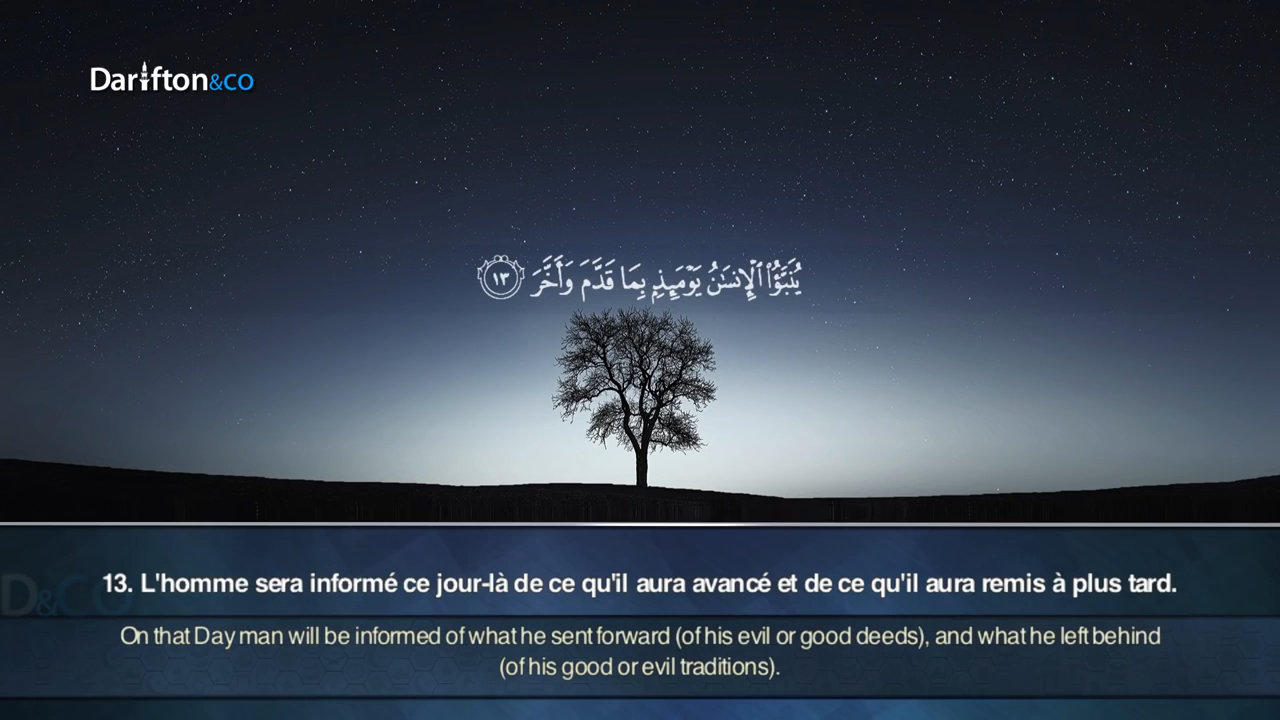 Darifton&co
يُنَبَّؤُا۟ ٱلْإِنسَـٰنُ يَوْمَئِذٍۭ بِمَا قَدَّمَ وَأَخَّرَ ١٣
13. L'homme sera informé ce jour-là de ce qu'il aura avancé et de ce qu'il aura remis à plus tard.
D&CO
On that Day man will be informed of what he sent forward (of his evil or good deeds), and what he left behind
(of his good or evil traditions).